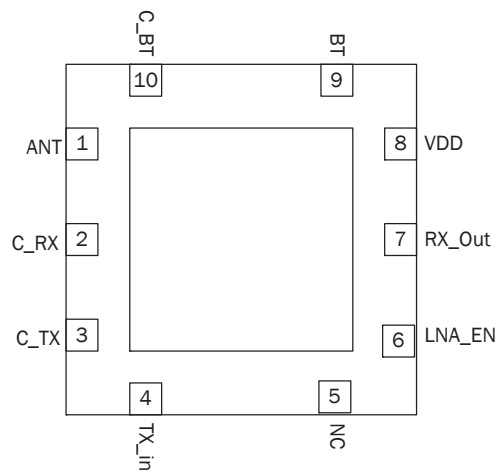 C_BT
BT
10
9
ANT
1
8
VDD
C_RX
2
7
RX_Out
C_TX
3
6
LNA_EN
4
5
TX_in
NC